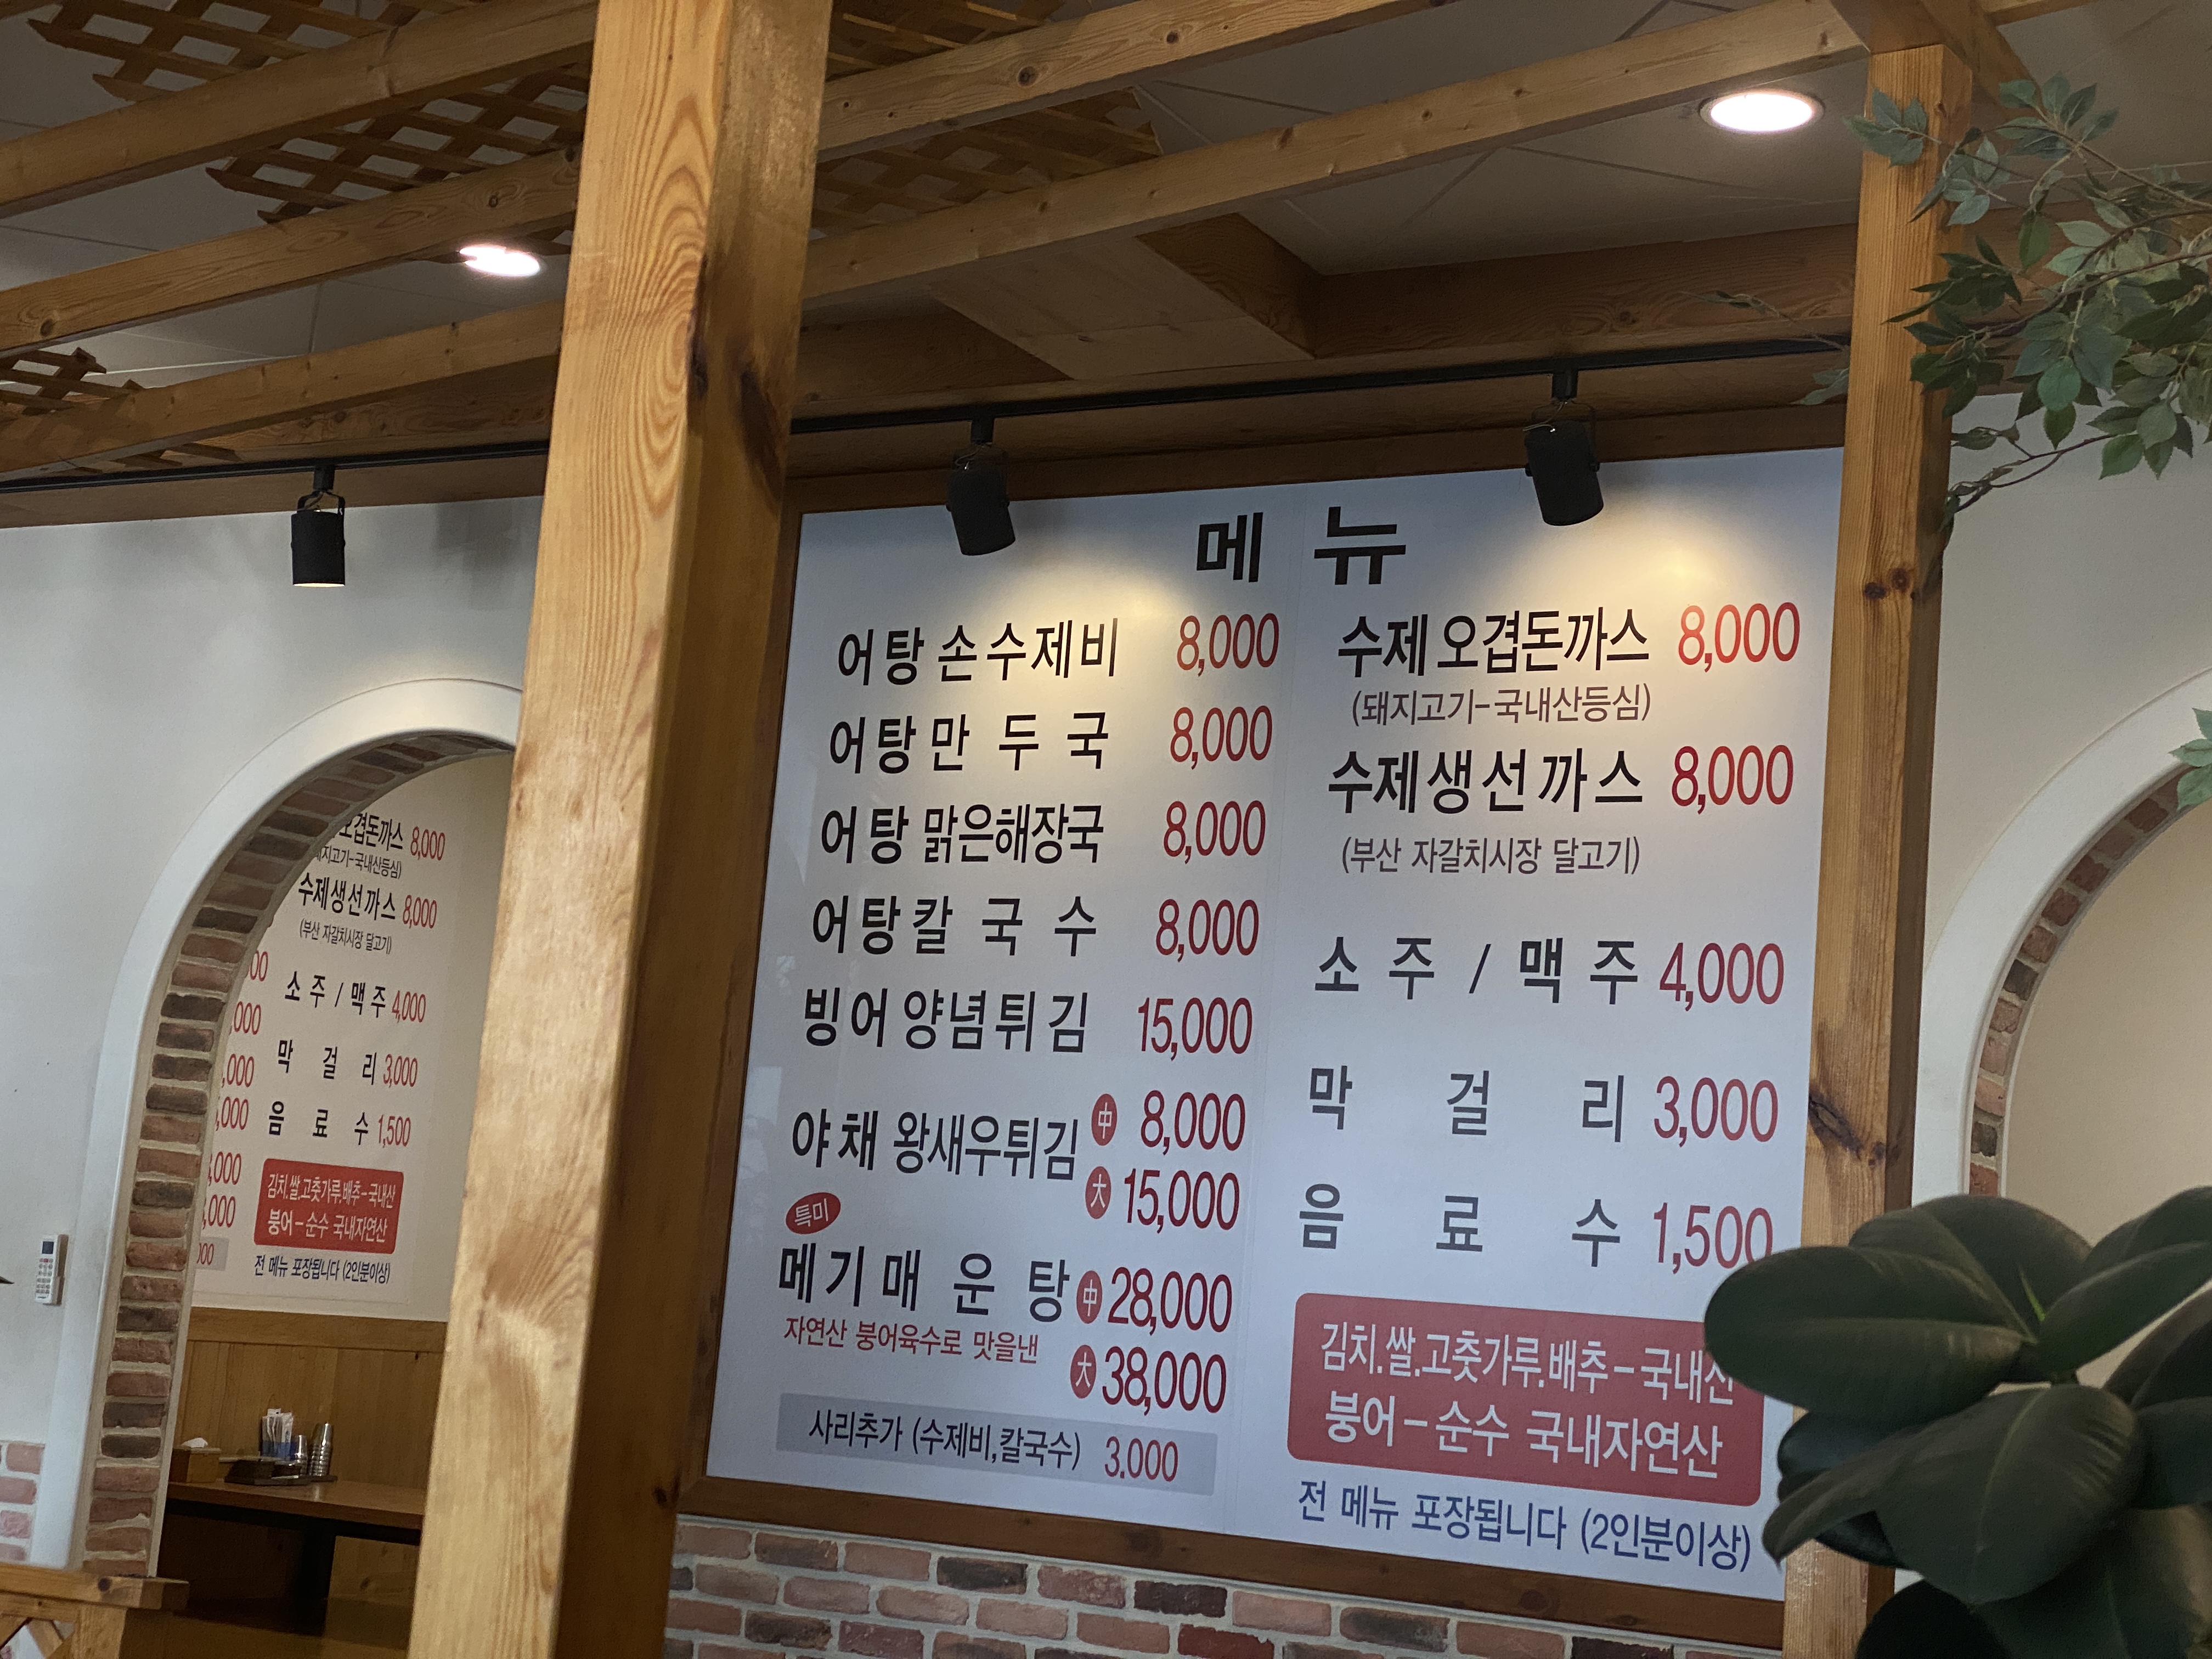 메뉴
어탕 손수제비 8,000
어탕만두국 8,000
어탕 맑은해장국 8,000
어탕칼국수 8,000
빙어양념튀김 15,000
야채 왕새우튀김 中 8,000
大 15,000
특미
메기매운탕 中 28,000
자연산 붕어육수로 맛을낸
大 38,000
사리추가 (수제비,칼국수) 3,000
수제오겹돈까스 8,000
(돼지고기-국내산등심)
수제생선까스 8,000
(부산 자갈치시장 달고기)
소주 / 맥주 4,000
막걸리 3,000
음료수 1,500
김치.쌀.고춧가루.배추-국내산
붕어-순수 국내자연산
전 메뉴 포장됩니다 (2인분이상)
오겹돈까스 8,000
돼지고기-국내산등심)
수제생선까스 8,000
(부산 자갈치시장 달고기)
소주 / 맥주 4,000
막걸리 3,000
음료수 1,500
김치.쌀.고춧가루.배추-국내산
붕어-순수 국내자연산
전 메뉴 포장됩니다 (2인분이상)